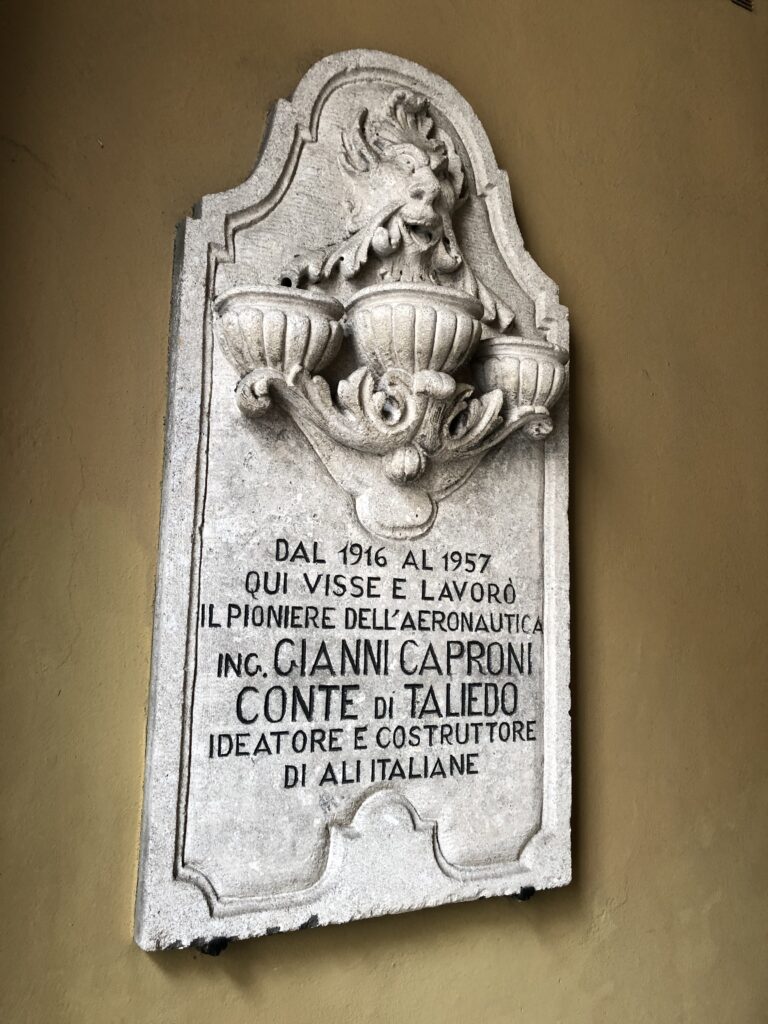 DAL 1916 AL 1957
QUI VISSE E LAVORÒ
IL PIONIERE DELL'AERONAUTICA
ING. GIANNI CAPRONI
CONTE DI TALIEDO
IDEATORE E COSTRUTTORE
DI ALI ITALIANE